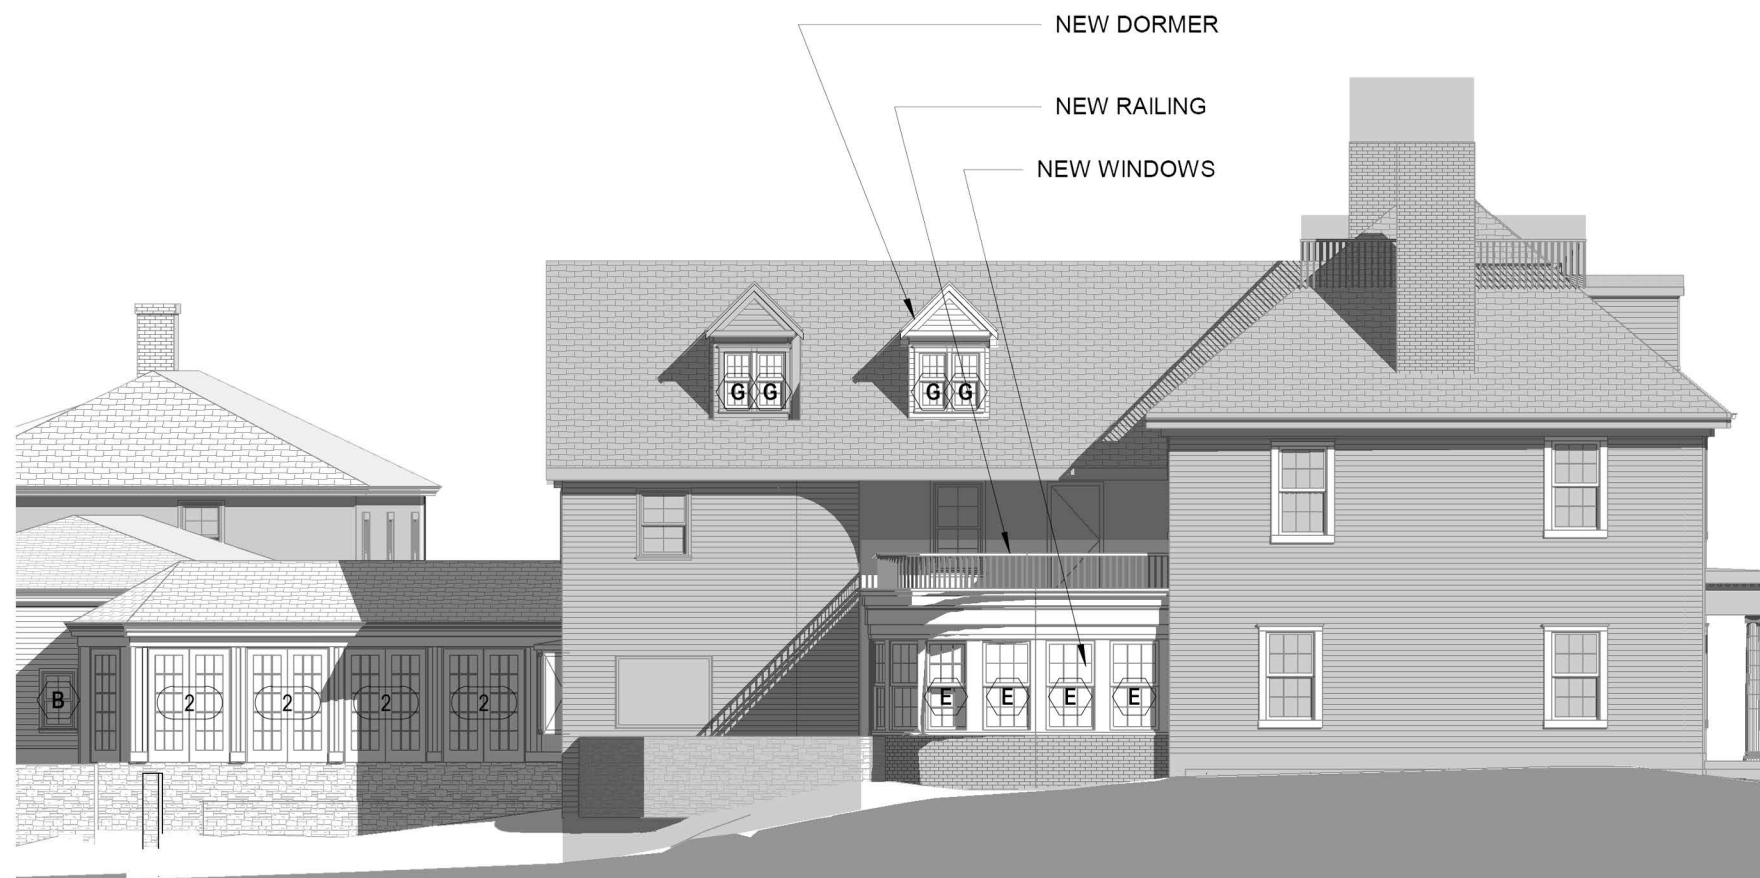 NEW DORMER
NEW RAILING
NEW WINDOWS
G G G G
B 2 2 2 2 E E E E